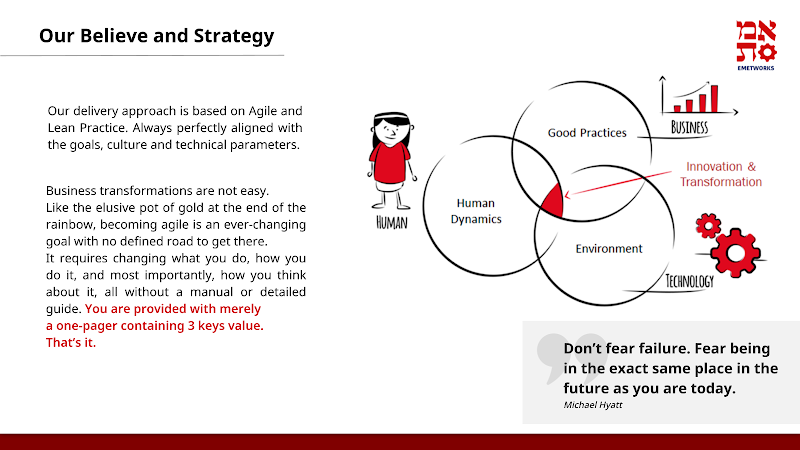 Our Believe and Strategy
אמ
ת
EMETWORKS
Our delivery approach is based on Agile and
Lean Practice. Always perfectly aligned with
the goals, culture and technical parameters.
Business transformations are not easy.
Like the elusive pot of gold at the end of the
rainbow, becoming agile is an ever-changing
goal with no defined road to get there.
It requires changing what you do, how you
do it, and most importantly, how you think
about it, all without a manual or detailed
guide. You are provided with merely
a one-pager containing 3 keys value.
That’s it.
HUMAN
Good Practices
BUSINESS
Innovation &
Transformation
Human
Dynamics
Environment
TECHNOLOGY
Don’t fear failure. Fear being
in the exact same place in the
future as you are today.
Michael Hyatt